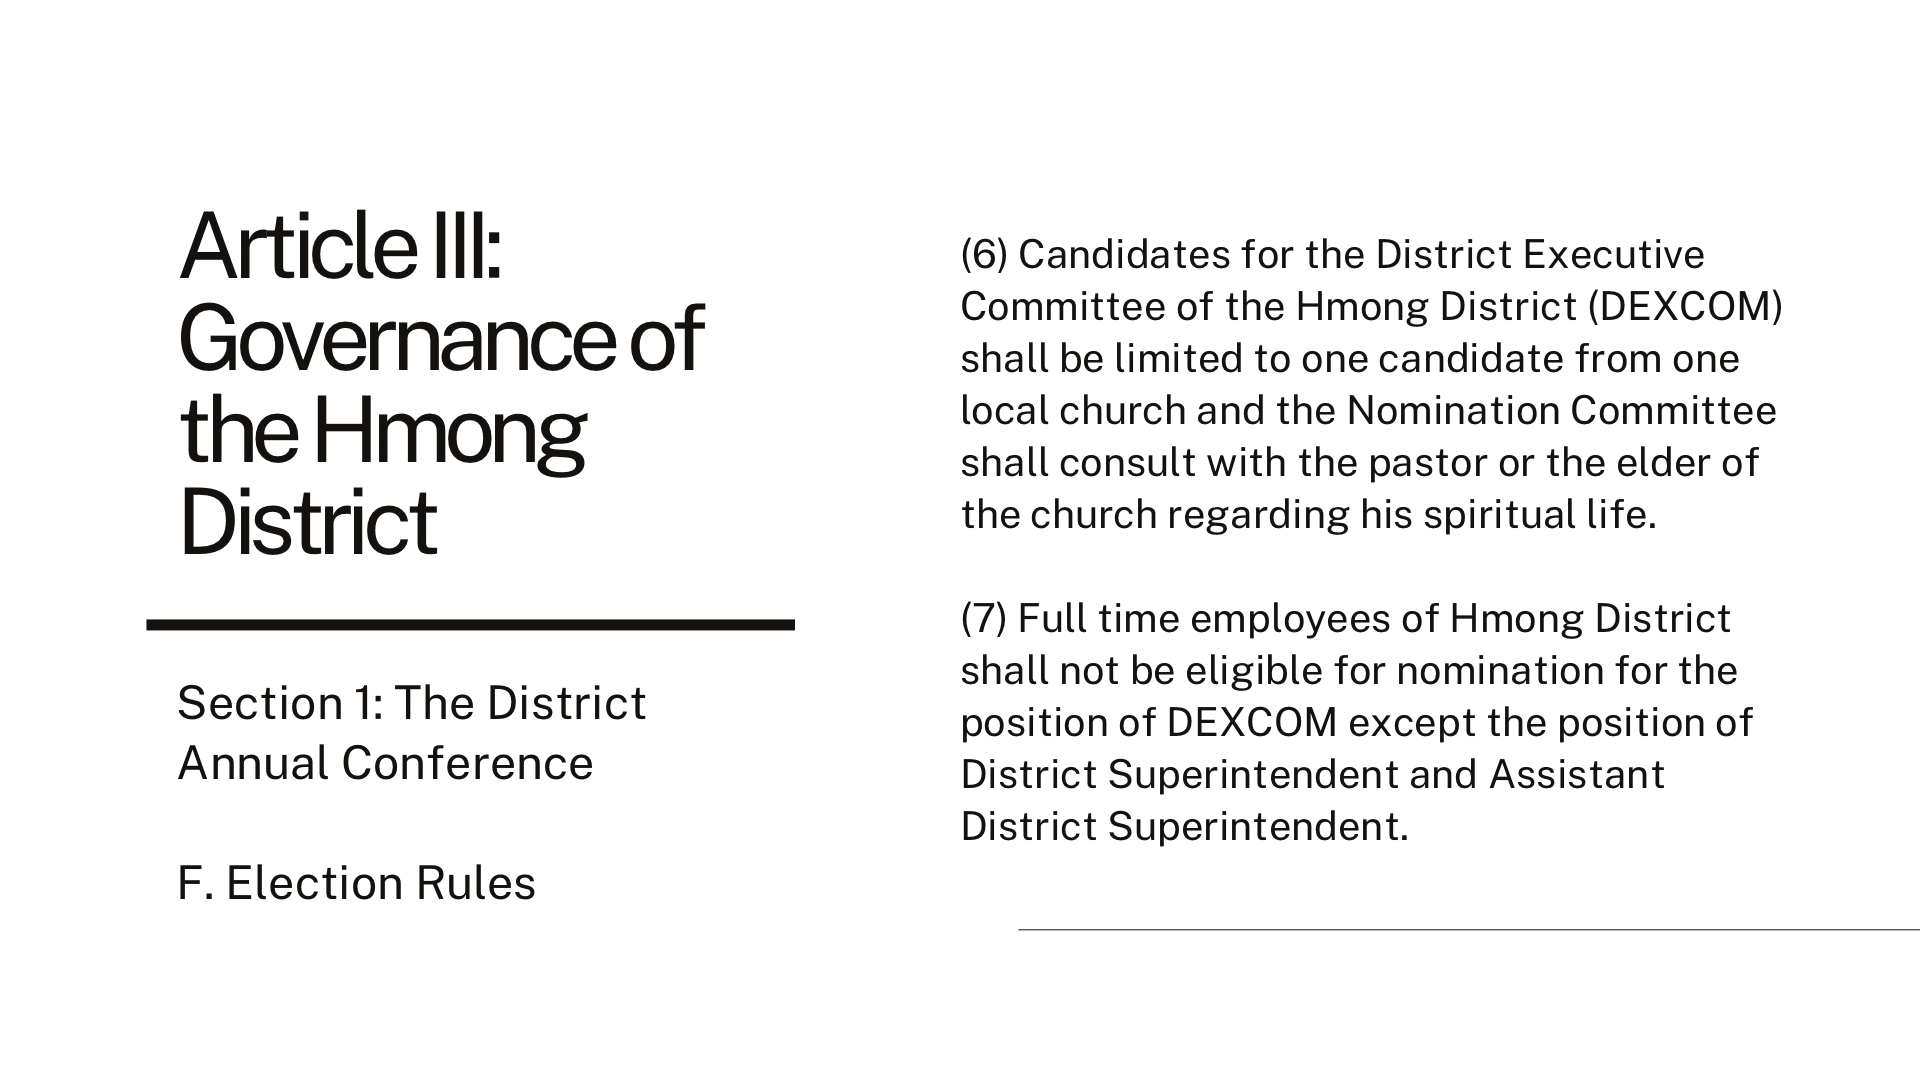 Article III:
Governance of
the Hmong
District
Section 1: The District
Annual Conference
F. Election Rules
(6) Candidates for the District Executive
Committee of the Hmong District (DEXCOM)
shall be limited to one candidate from one
local church and the Nomination Committee
shall consult with the pastor or the elder of
the church regarding his spiritual life.
(7) Full time employees of Hmong District
shall not be eligible for nomination for the
position of DEXCOM except the position of
District Superintendent and Assistant
District Superintendent.